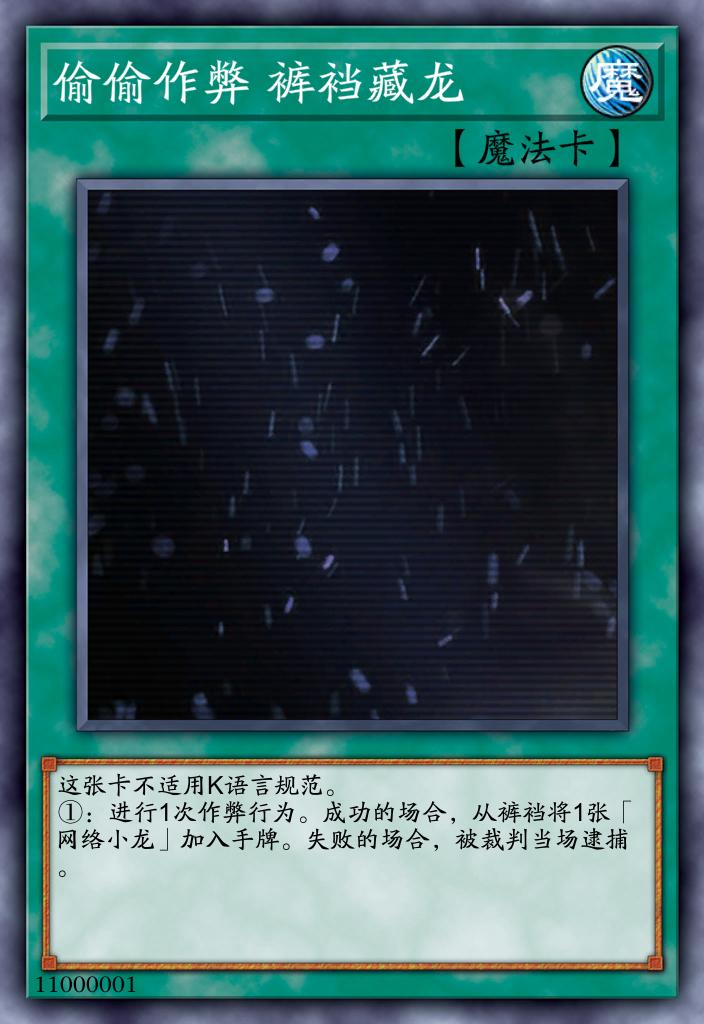 偷偷作弊 裤裆藏龙
魔
【魔法卡】
这张卡不适用K语言规范。
①：进行1次作弊行为。成功的场合，从裤裆将1张「
网络小龙」加入手牌。失败的场合，被裁判当场逮捕
。
11000001